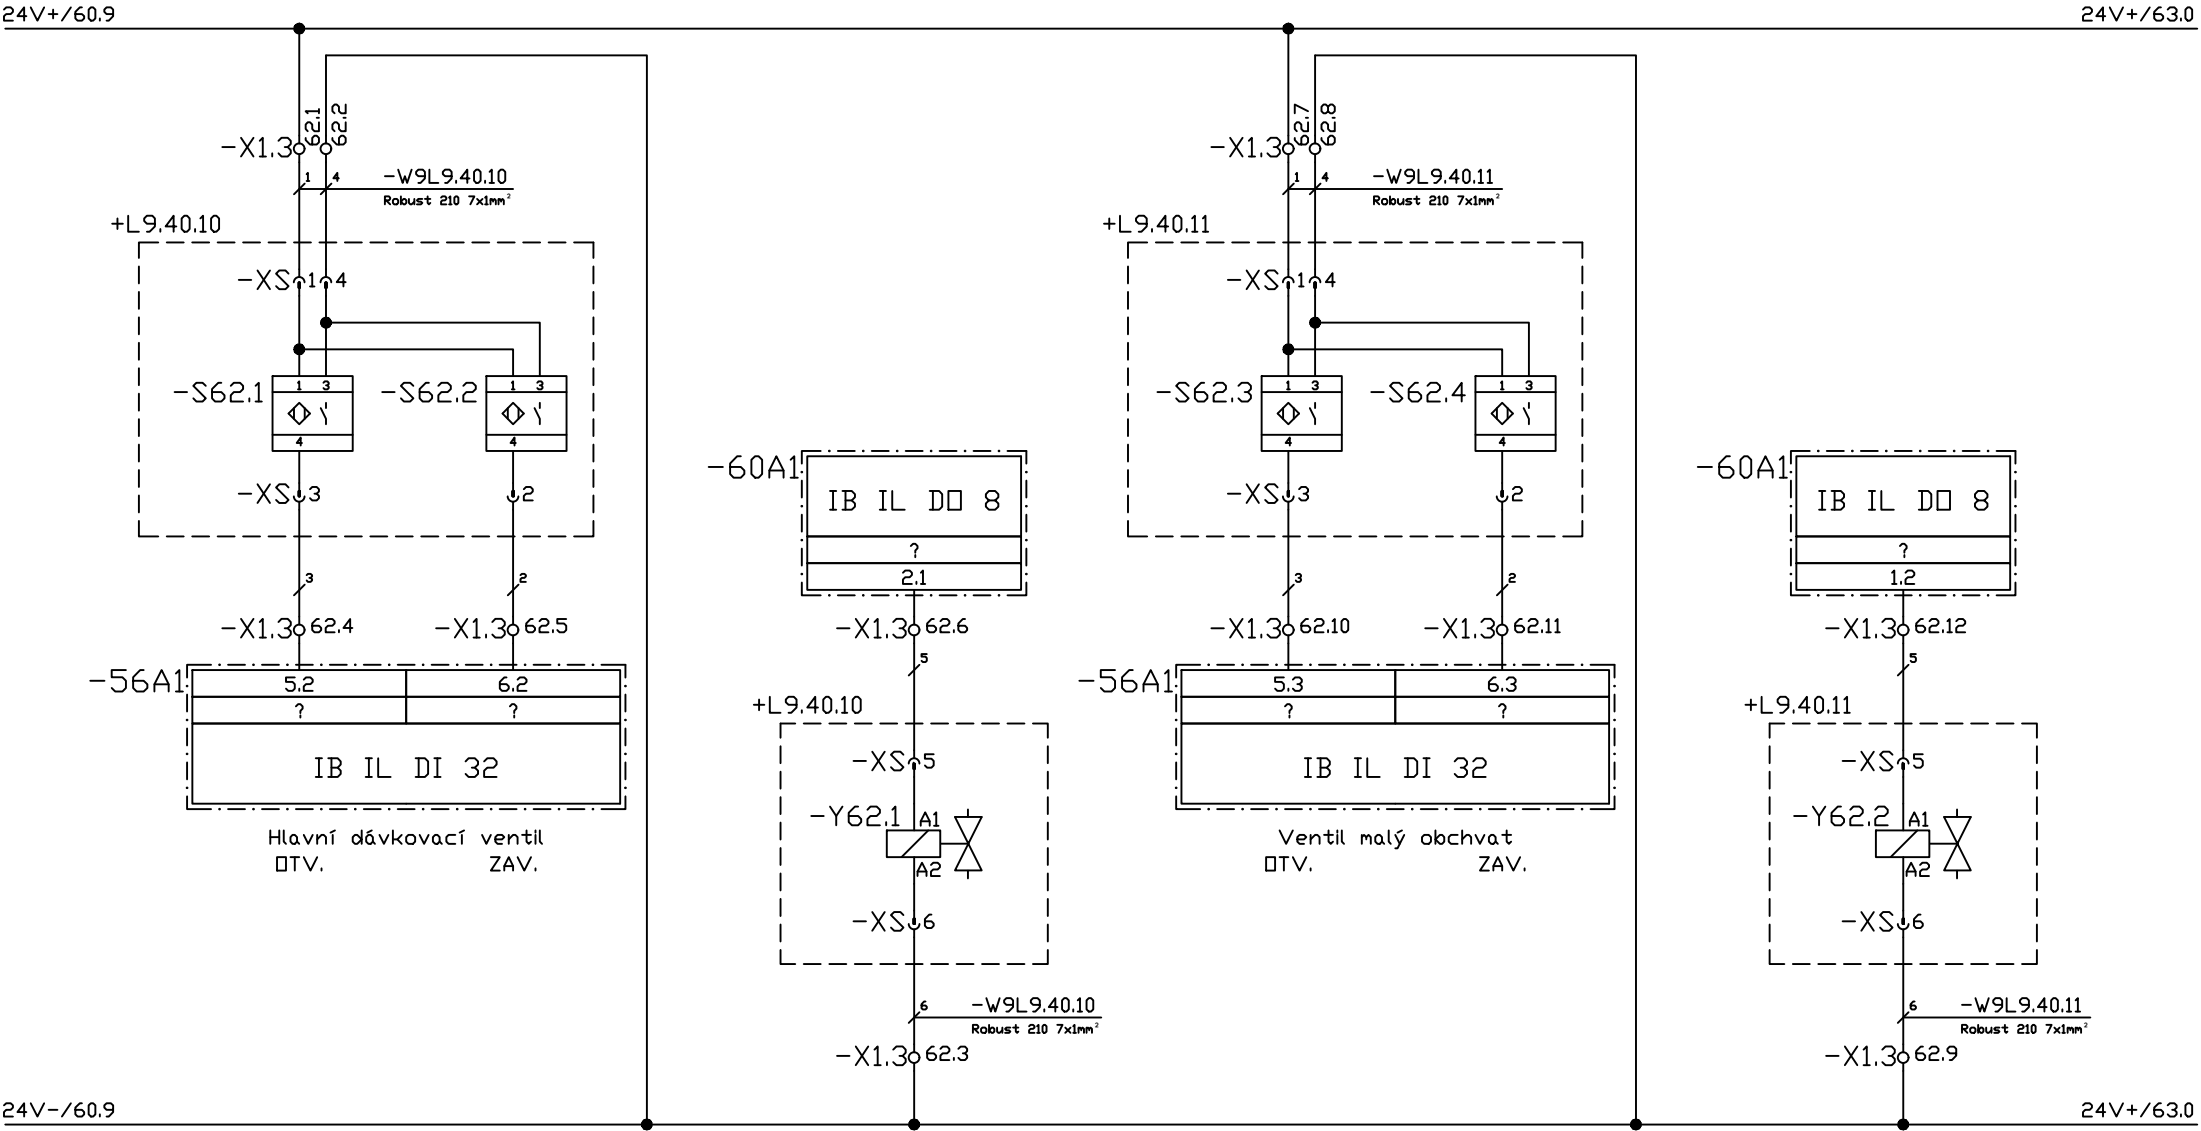 24V+/60.9
24V+/63.0
62.1
62.2
-X1.3
1
4
-W9L9.40.10
Robust 210 7x1mm²
+L9.40.10
-XS 1 4
-S62.1
1 3
4
-S62.2
1 3
4
-XS 3
2
3
2
-X1.3 62.4
-X1.3 62.5
-56A1
5.2
6.2
?
?
IB IL DI 32
Hlavní dávkovací ventil
OTV.
ZAV.
-60A1
IB IL DO 8
?
2.1
-X1.3 62.6
5
+L9.40.10
-XS 5
-Y62.1
A1
A2
-XS 6
6
-W9L9.40.10
Robust 210 7x1mm²
-X1.3 62.3
62.7
62.8
-X1.3
1
4
-W9L9.40.11
Robust 210 7x1mm²
+L9.40.11
-XS 1 4
-S62.3
1 3
4
-S62.4
1 3
4
-XS 3
2
3
2
-X1.3 62.10
-X1.3 62.11
-56A1
5.3
6.3
?
?
IB IL DI 32
Ventil malý obchvat
OTV.
ZAV.
-60A1
IB IL DO 8
?
1.2
-X1.3 62.12
5
+L9.40.11
-XS 5
-Y62.2
A1
A2
-XS 6
6
-W9L9.40.11
Robust 210 7x1mm²
-X1.3 62.9
24V-/60.9
24V+/63.0